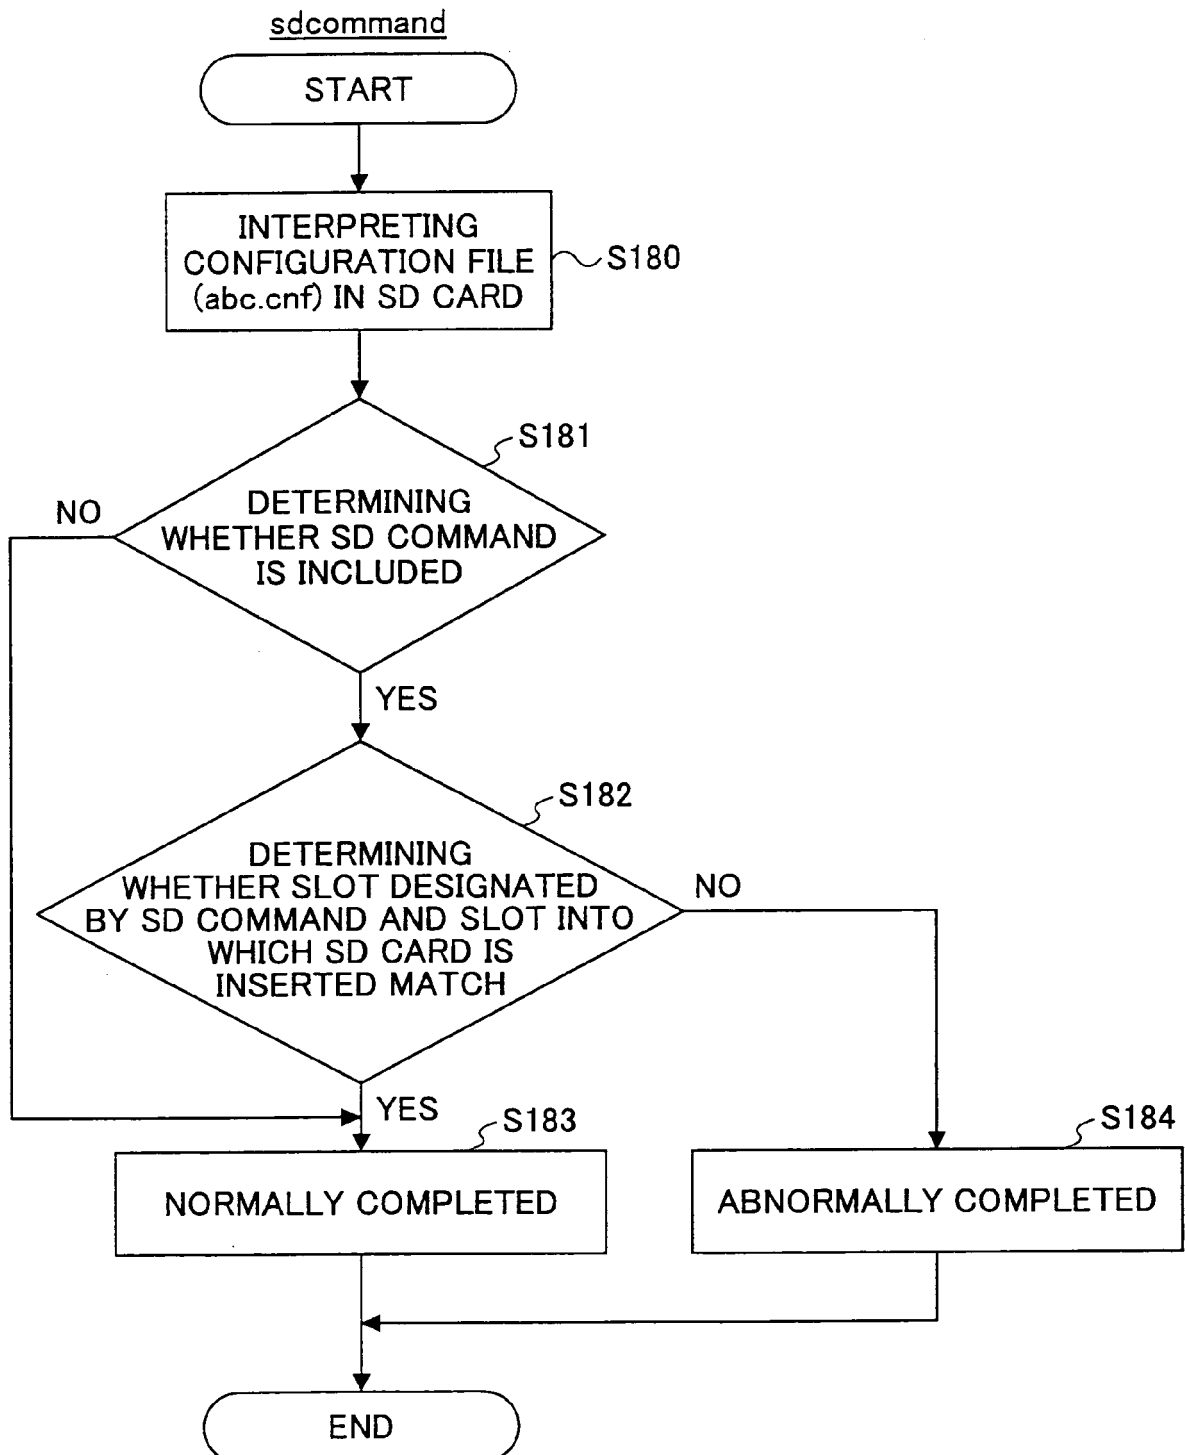 sdcommand
START
INTERPRETING
CONFIGURATION FILE
(abc.cnf) IN SD CARD
S180
S181
DETERMINING
WHETHER SD COMMAND
IS INCLUDED
NO
YES
S182
DETERMINING
WHETHER SLOT DESIGNATED
BY SD COMMAND AND SLOT INTO
WHICH SD CARD IS
INSERTED MATCH
NO
YES
S183
NORMALLY COMPLETED
S184
ABNORMALLY COMPLETED
END